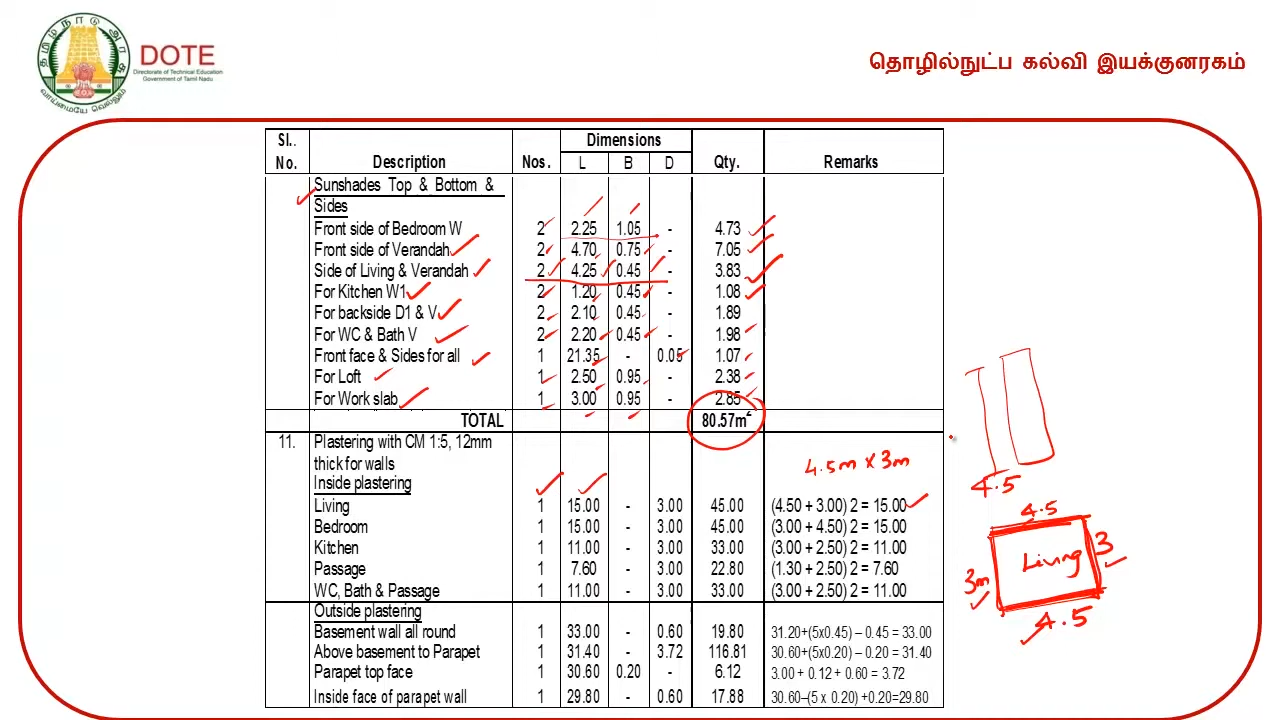 தமிழ் நாடு அரசு
வாய்மையே வெல்லும்
DOTE
Directorate of Technical Education
Government of Tamil Nadu
தொழில்நுட்ப கல்வி இயக்குனரகம்
Sl.. No. Description Nos. Dimensions L B D Qty. Remarks
Sunshades Top & Bottom &
Sides
Front side of Bedroom W 2 2.25 1.05 - 4.73
Front side of Verandah 2 4.70 0.75 - 7.05
Side of Living & Verandah 2 4.25 0.45 - 3.83
For Kitchen W1 2 1.20 0.45 - 1.08
For backside D1 & V 2 2.10 0.45 - 1.89
For WC & Bath V 2 2.20 0.45 - 1.98
Front face & Sides for all 1 21.35 - 0.05 1.07
For Loft 1 2.50 0.95 - 2.38
For Work slab 1 3.00 0.95 - 2.85
TOTAL 80.57m²
11. Plastering with CM 1:5, 12mm
thick for walls 4.5m x 3m
Inside plastering
Living 1 15.00 - 3.00 45.00 (4.50 + 3.00) 2 = 15.00
Bedroom 1 15.00 - 3.00 45.00 (3.00 + 4.50) 2 = 15.00
Kitchen 1 11.00 - 3.00 33.00 (3.00 + 2.50) 2 = 11.00
Passage 1 7.60 - 3.00 22.80 (1.30 + 2.50) 2 = 7.60
WC, Bath & Passage 1 11.00 - 3.00 33.00 (3.00 + 2.50) 2 = 11.00
Outside plastering
Basement wall all round 1 33.00 - 0.60 19.80 31.20+(5x0.45) – 0.45 = 33.00
Above basement to Parapet 1 31.40 - 3.72 116.81 30.60+(5x0.20) – 0.20 = 31.40
Parapet top face 1 30.60 0.20 - 6.12 3.00 + 0.12 + 0.60 = 3.72
Inside face of parapet wall 1 29.80 - 0.60 17.88 30.60–(5 x 0.20) +0.20=29.80
4.5
4.5
Living 3
3m
4.5